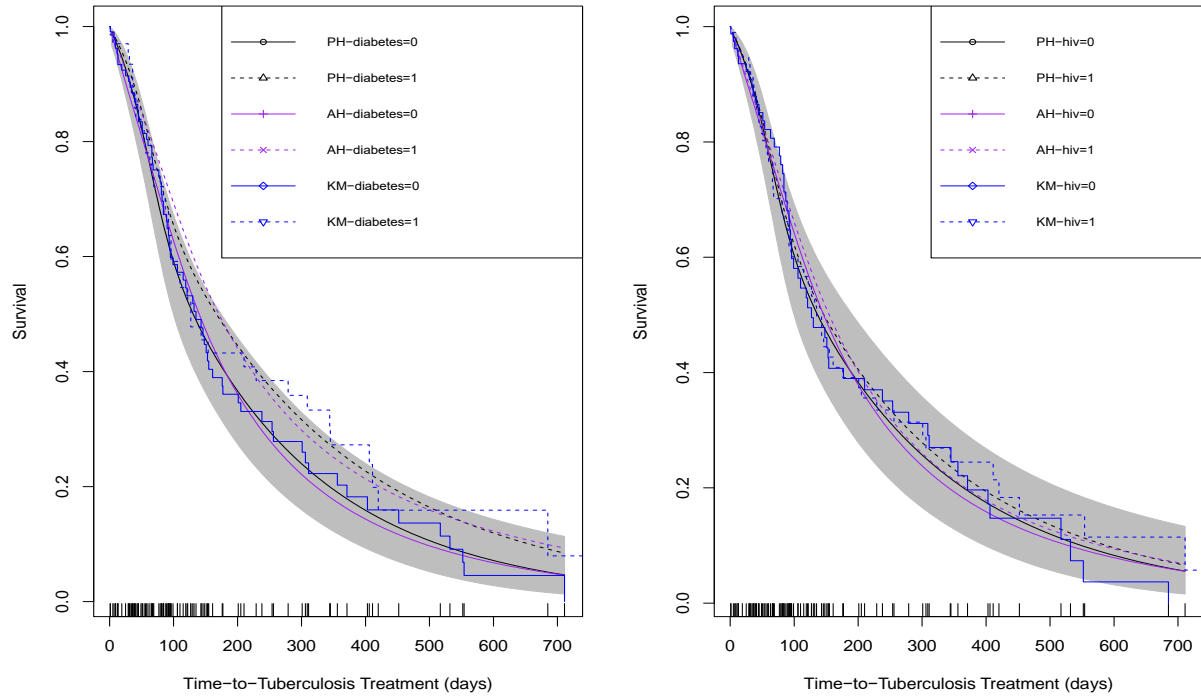 PH−diabetes=0
PH−diabetes=1
AH−diabetes=0
AH−diabetes=1
KM−diabetes=0
KM−diabetes=1
Survival
1.0
0.8
0.6
0.4
0.2
0.0
0 100 200 300 400 500 600 700
Time−to−Tuberculosis Treatment (days)
PH−hiv=0
PH−hiv=1
AH−hiv=0
AH−hiv=1
KM−hiv=0
KM−hiv=1
Survival
1.0
0.8
0.6
0.4
0.2
0.0
0 100 200 300 400 500 600 700
Time−to−Tuberculosis Treatment (days)